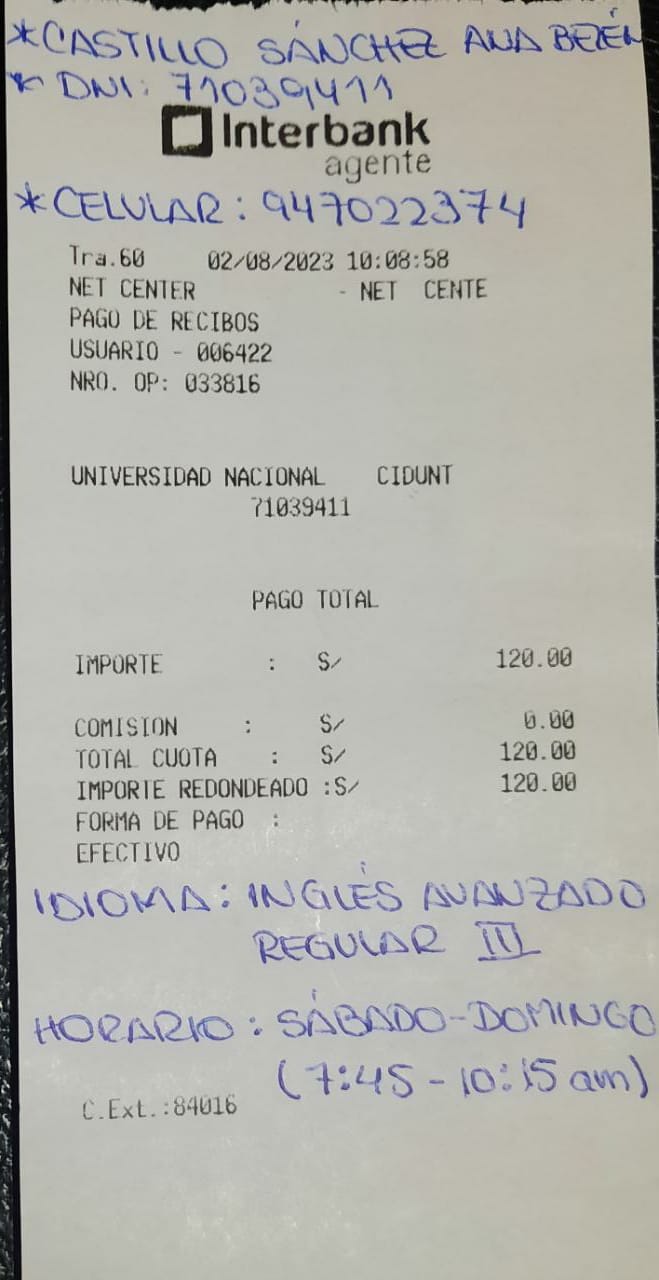 *CASTILLO SÁNCHEZ ANA BELÉN
* DNI: 71039411
Interbank
agente
*CELULAR: 947022374
Tra.60 02/08/2023 10:08:58
NET CENTER - NET CENTE
PAGO DE RECIBOS
USUARIO - 006422
NRO. OP: 033816
UNIVERSIDAD NACIONAL CIDUNT
71039411
PAGO TOTAL
IMPORTE : S/ 120.00
COMISION : S/ 0.00
TOTAL CUOTA : S/ 120.00
IMPORTE REDONDEADO :S/ 120.00
FORMA DE PAGO :
EFECTIVO
IDIOMA: INGLÉS AVANZADO
REGULAR III
HORARIO: SÁBADO-DOMINGO
(7:45 - 10:15 am)
C.Ext.:84016